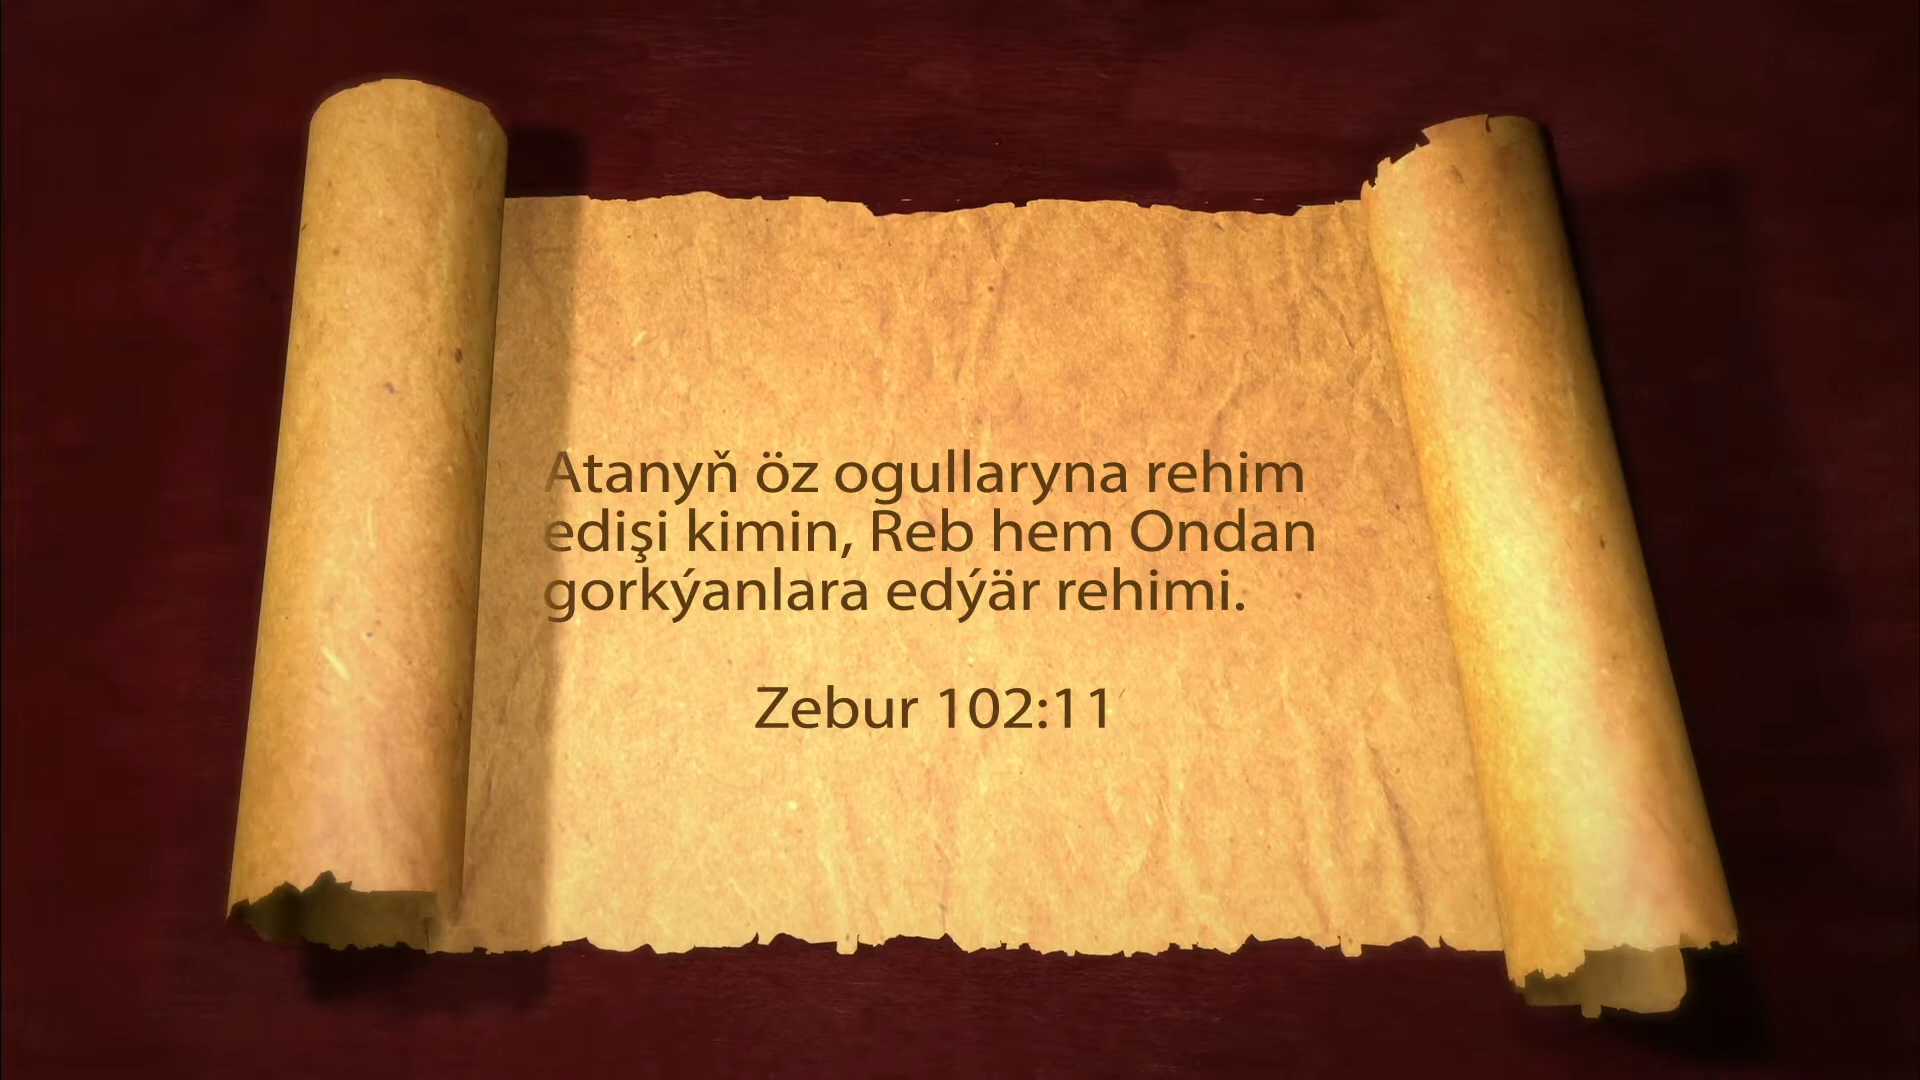 Atanyň öz ogullaryna rehim
edişi kimin, Reb hem Ondan
gorkýanlara edýär rehimi.
Zebur 102:11